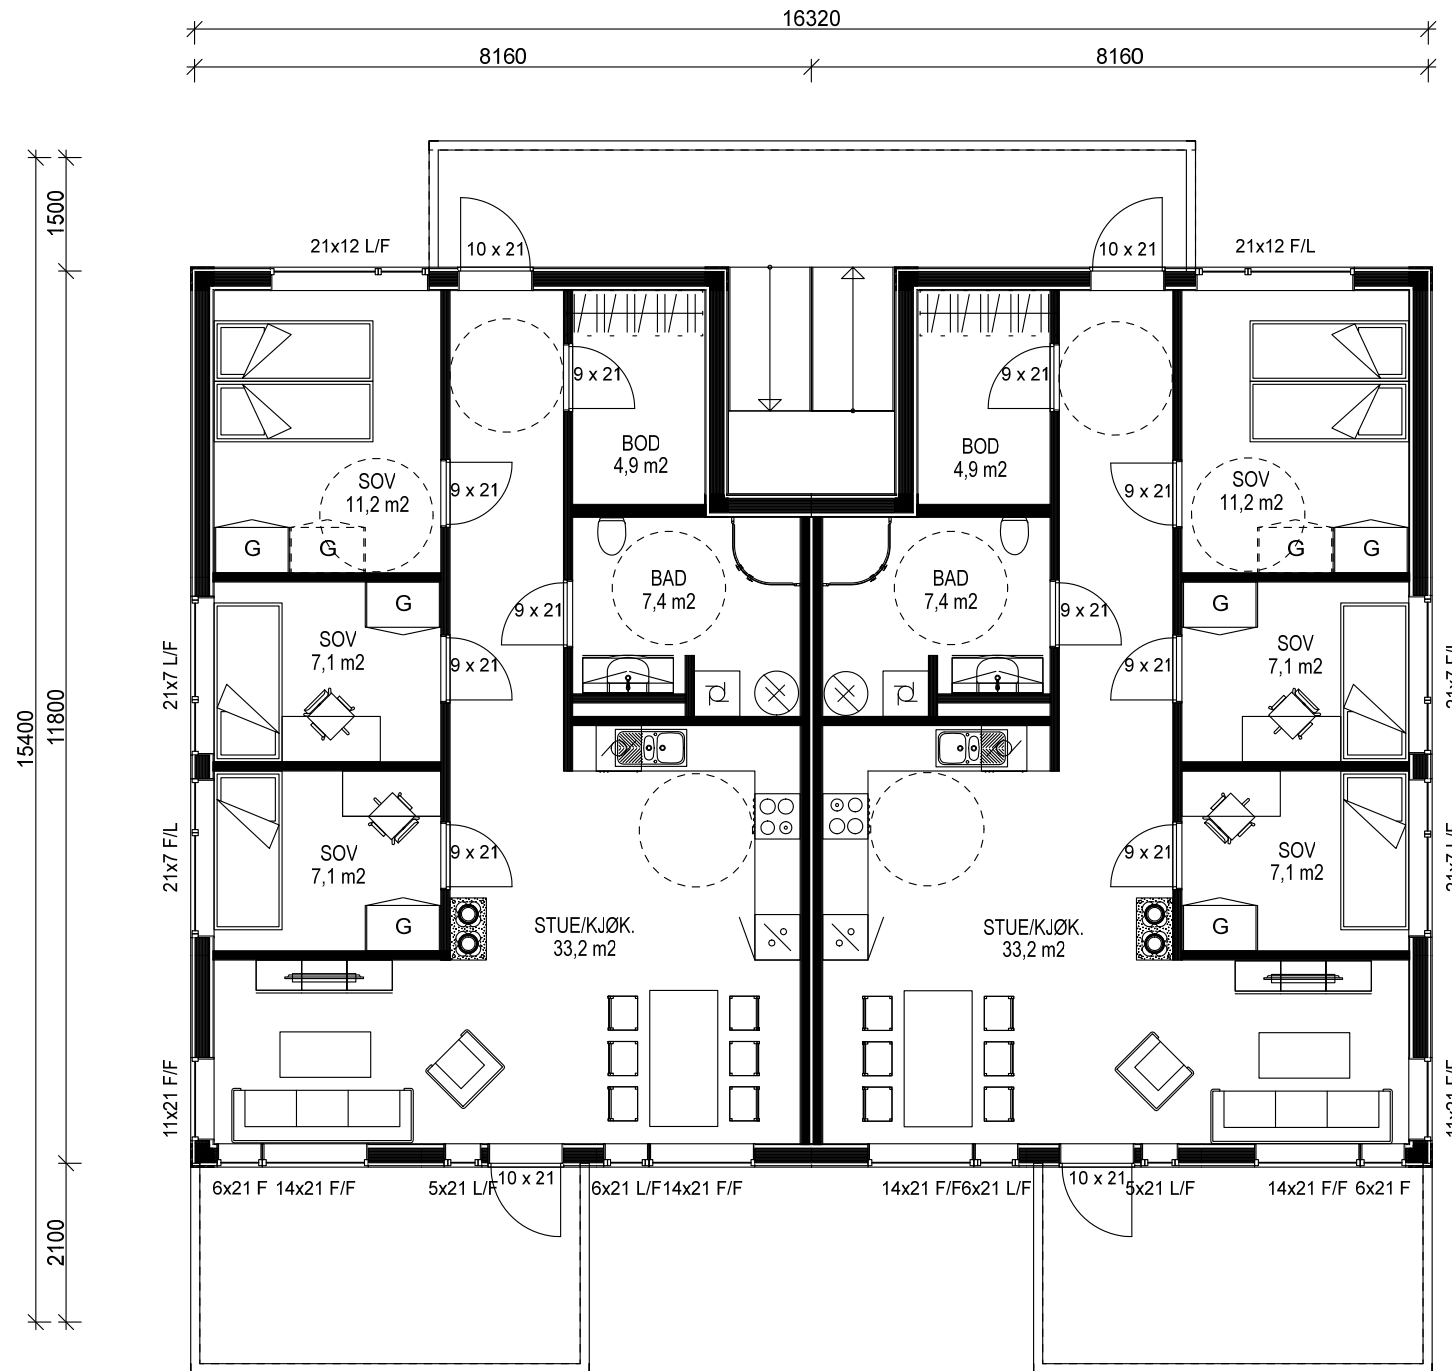 16320
8160
8160
1500
15400
11800
2100
21x12 L/F
10 x 21
10 x 21
21x12 F/L
9 x 21
9 x 21
BOD
4,9 m2
BOD
4,9 m2
SOV
11,2 m2
9 x 21
9 x 21
SOV
11,2 m2
G
G
G
G
BAD
7,4 m2
BAD
7,4 m2
G
9 x 21
9 x 21
G
SOV
7,1 m2
9 x 21
9 x 21
SOV
7,1 m2
21x7 L/F
21x7 F/L
SOV
7,1 m2
9 x 21
9 x 21
SOV
7,1 m2
21x7 F/L
21x7 L/F
G
STUE/KJØK.
33,2 m2
STUE/KJØK.
33,2 m2
G
11x21 F/F
11x21 F/F
6x21 F
14x21 F/F
5x21 L/F
10 x 21
6x21 L/F
14x21 F/F
14x21 F/F
6x21 L/F
10 x 21
5x21 L/F
14x21 F/F
6x21 F